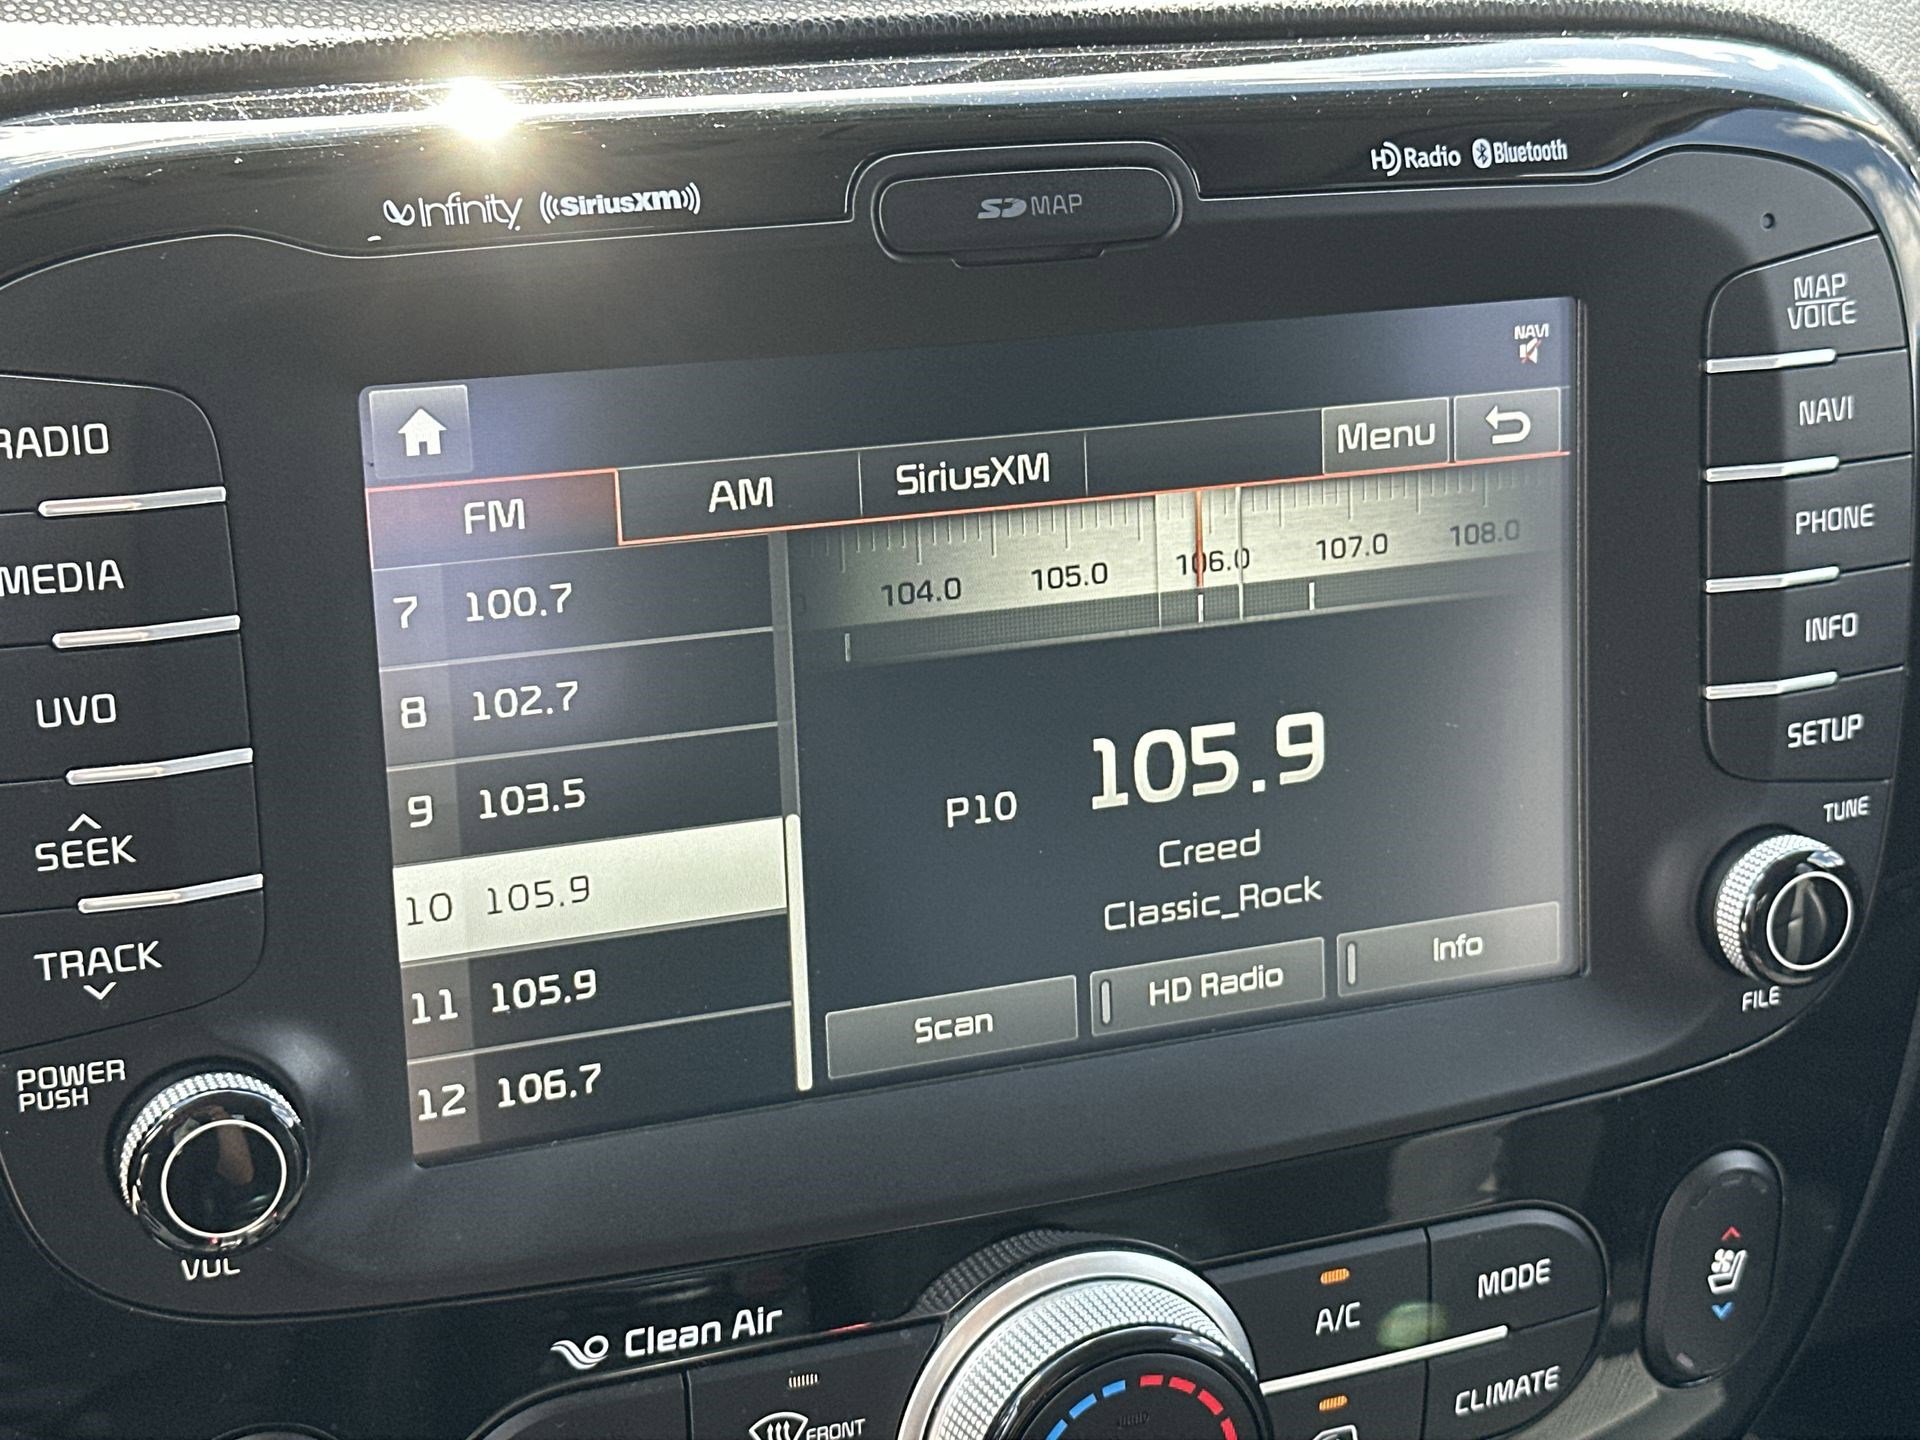 Infinity ((SiriusXM))
SD MAP
HD Radio Bluetooth
MAP
VOICE
NAVI
PHONE
INFO
SETUP
TUNE
FILE
RADIO
MEDIA
UVO
SEEK
TRACK
POWER
PUSH
VOL
NAVI
Menu
FM AM SiriusXM
104.0 105.0 106.0 107.0 108.0
7 100.7
8 102.7
9 103.5
10 105.9
11 105.9
12 106.7
P10 105.9
Creed
Classic_Rock
Scan HD Radio Info
Clean Air
FRONT
A/C
MODE
CLIMATE